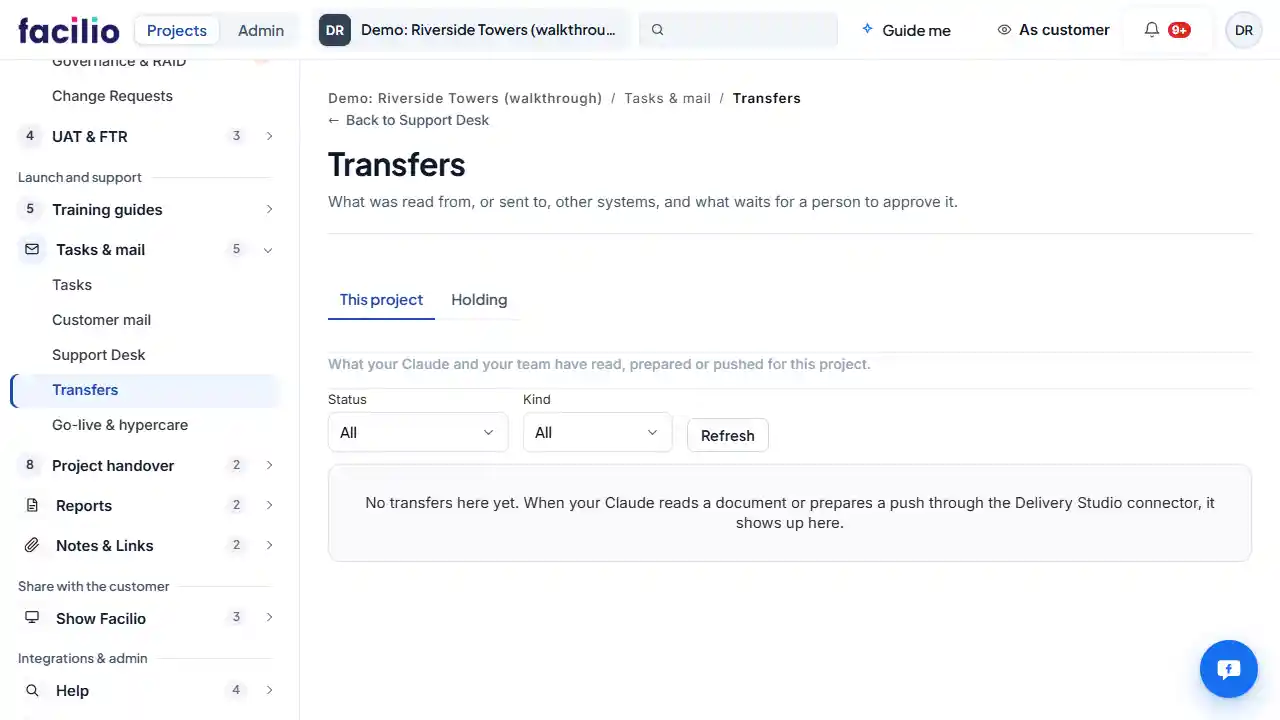 facilio
Projects
Admin
DR
Demo: Riverside Towers (walkthrou...
Guide me
As customer
9+
DR
Governance & RAID
Change Requests
4 UAT & FTR 3
Launch and support
5 Training guides
Tasks & mail 5
Tasks
Customer mail
Support Desk
Transfers
Go-live & hypercare
8 Project handover 2
Reports 2
Notes & Links 2
Share with the customer
Show Facilio 3
Integrations & admin
Help 4
Demo: Riverside Towers (walkthrough) / Tasks & mail / Transfers
← Back to Support Desk
Transfers
What was read from, or sent to, other systems, and what waits for a person to approve it.
This project
Holding
What your Claude and your team have read, prepared or pushed for this project.
Status
Kind
All
All
Refresh
No transfers here yet. When your Claude reads a document or prepares a push through the Delivery Studio connector, it
shows up here.